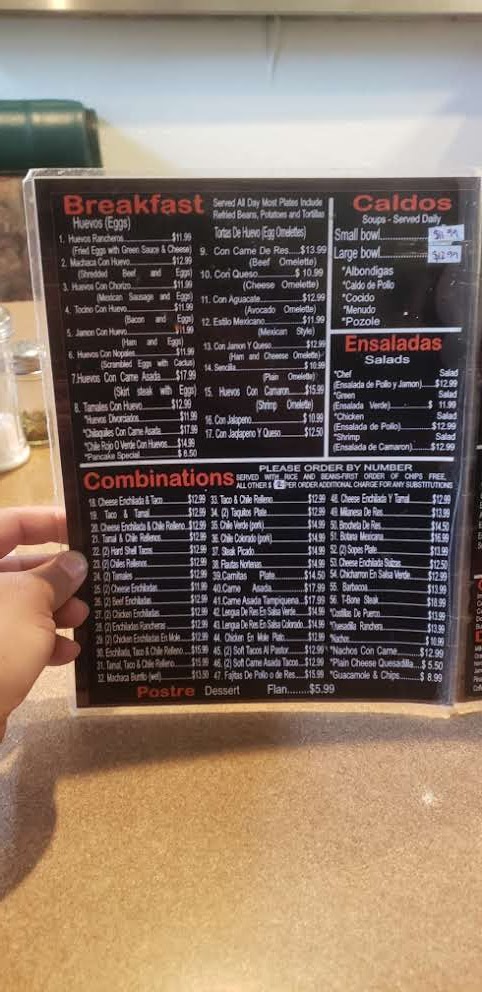 Breakfast
Served All Day Most Plates Include
Refried Beans, Potatoes and Tortillas
Huevos (Eggs)
1. Huevos Rancheros $11.99
(Fried Eggs with Green Sauce & Cheese)
2. Machaca Con Huevo $12.99
(Shredded Beef and Eggs)
3. Huevos Con Chorizo $11.99
(Mexican Sausage and Eggs)
4. Tocino Con Huevo $11.99
(Bacon and Eggs)
5. Jamon Con Huevo $11.99
(Ham and Eggs)
6. Huevos Con Nopales $11.99
(Scrambled Eggs with Cactus)
7. Huevos Con Carne Asada $17.99
(Skirt steak with Eggs)
8. Tamales Con Huevo $12.99
*Huevos Divorciados $11.99
*Chilaquiles Con Carne Asada $17.99
*Chile Rojo O Verde Con Huevos $14.99
*Pancake Special $8.50
Tortas De Huevo (Egg Omelettes)
9. Con Carne De Res $13.99
(Beef Omelette)
10. Con Queso $10.99
(Cheese Omelette)
11. Con Aguacate $12.99
(Avocado Omelette)
12. Estilo Mexicano $11.99
(Mexican Style)
13. Con Jamon Y Queso $12.99
(Ham and Cheese Omelette)
14. Sencilla $10.99
(Plain Omelette)
15. Huevos Con Camaron $15.99
(Shrimp Omelette)
16. Con Jalapeno $10.99
17. Con Jadapeno Y Queso $12.50
Caldos
Soups - Served Daily
Small bowl
Large bowl $12.99
*Albondigas
*Caldo de Pollo
*Cocido
*Menudo
*Pozole
Ensaladas
Salads
*Chef Salad
(Ensalada de Pollo y Jamon) $12.99
*Green Salad
(Ensalada Verde) $11.99
*Chicken Salad
(Ensalada de Pollo) $12.99
*Shrimp Salad
(Ensalada de Camaron) $12.99
Combinations
PLEASE ORDER BY NUMBER
SERVED WITH RICE AND BEANS-FIRST ORDER OF CHIPS FREE,
ALL OTHER $ PER ORDER ADDITIONAL CHARGE FOR ANY SUBSTITUTIONS
18. Cheese Enchilada & Taco $12.99
19. Taco & Tamal $12.99
20. Cheese Enchilada & Chile Relleno $12.99
21. Tamal & Chile Rellenos $12.99
22. (2) Hard Shell Tacos $12.99
23. (2) Chiles Rellenos $12.99
24. (2) Tamales $12.99
25. (2) Cheese Enchiladas $11.99
26. (2) Beef Enchiladas $12.99
27. (2) Chicken Enchiladas $12.99
28. (2) Enchiladas Rancheras $12.99
29. (2) Chicken Enchiladas En Mole $12.99
30. Enchilada, Taco & Chile Relleno $15.99
31. Tamal, Taco & Chile Relleno $15.99
32. Machaca Burrito (wet) $13.50
33. Taco & Chile Relleno $12.99
34. (2) Taquitos Plate $12.99
35. Chile Verde (pork) $14.99
36. Chile Colorado (pork) $14.99
37. Steak Picado $14.99
38. Flautas Nortenas $14.99
39. Carnitas Plate $14.50
40. Carne Asada $17.99
41. Carne Asada Tampiquena $17.99
42. Lengua De Res En Salsa Verde $14.99
43. Lengua De Res En Salsa Colorado $14.99
44. Chicken En Mole Plate $12.99
45. (2) Soft Tacos Al Pastor $12.99
46. (2) Soft Carne Asada Tacos $12.99
47. Fajitas De Pollo o de Res $15.99
48. Cheese Enchilada Y Tamal $12.99
49. Milanesa De Res $13.99
50. Brocheta De Res $14.50
51. Botana Mexicana $16.99
52. (2) Sopes Plate $13.99
53. Cheese Enchilada Suizas $12.50
54. Chicharron En Salsa Verde $12.99
55. Barbacoa $13.99
56. T-Bone Steak $18.99
*Costillas De Puerco $13.99
*Quesadilla Ranchera $13.99
*Nachos $10.99
*Nachos Con Carne $12.99
*Plain Cheese Quesadilla $5.50
*Guacamole & Chips $8.99
Postre Dessert Flan $5.99